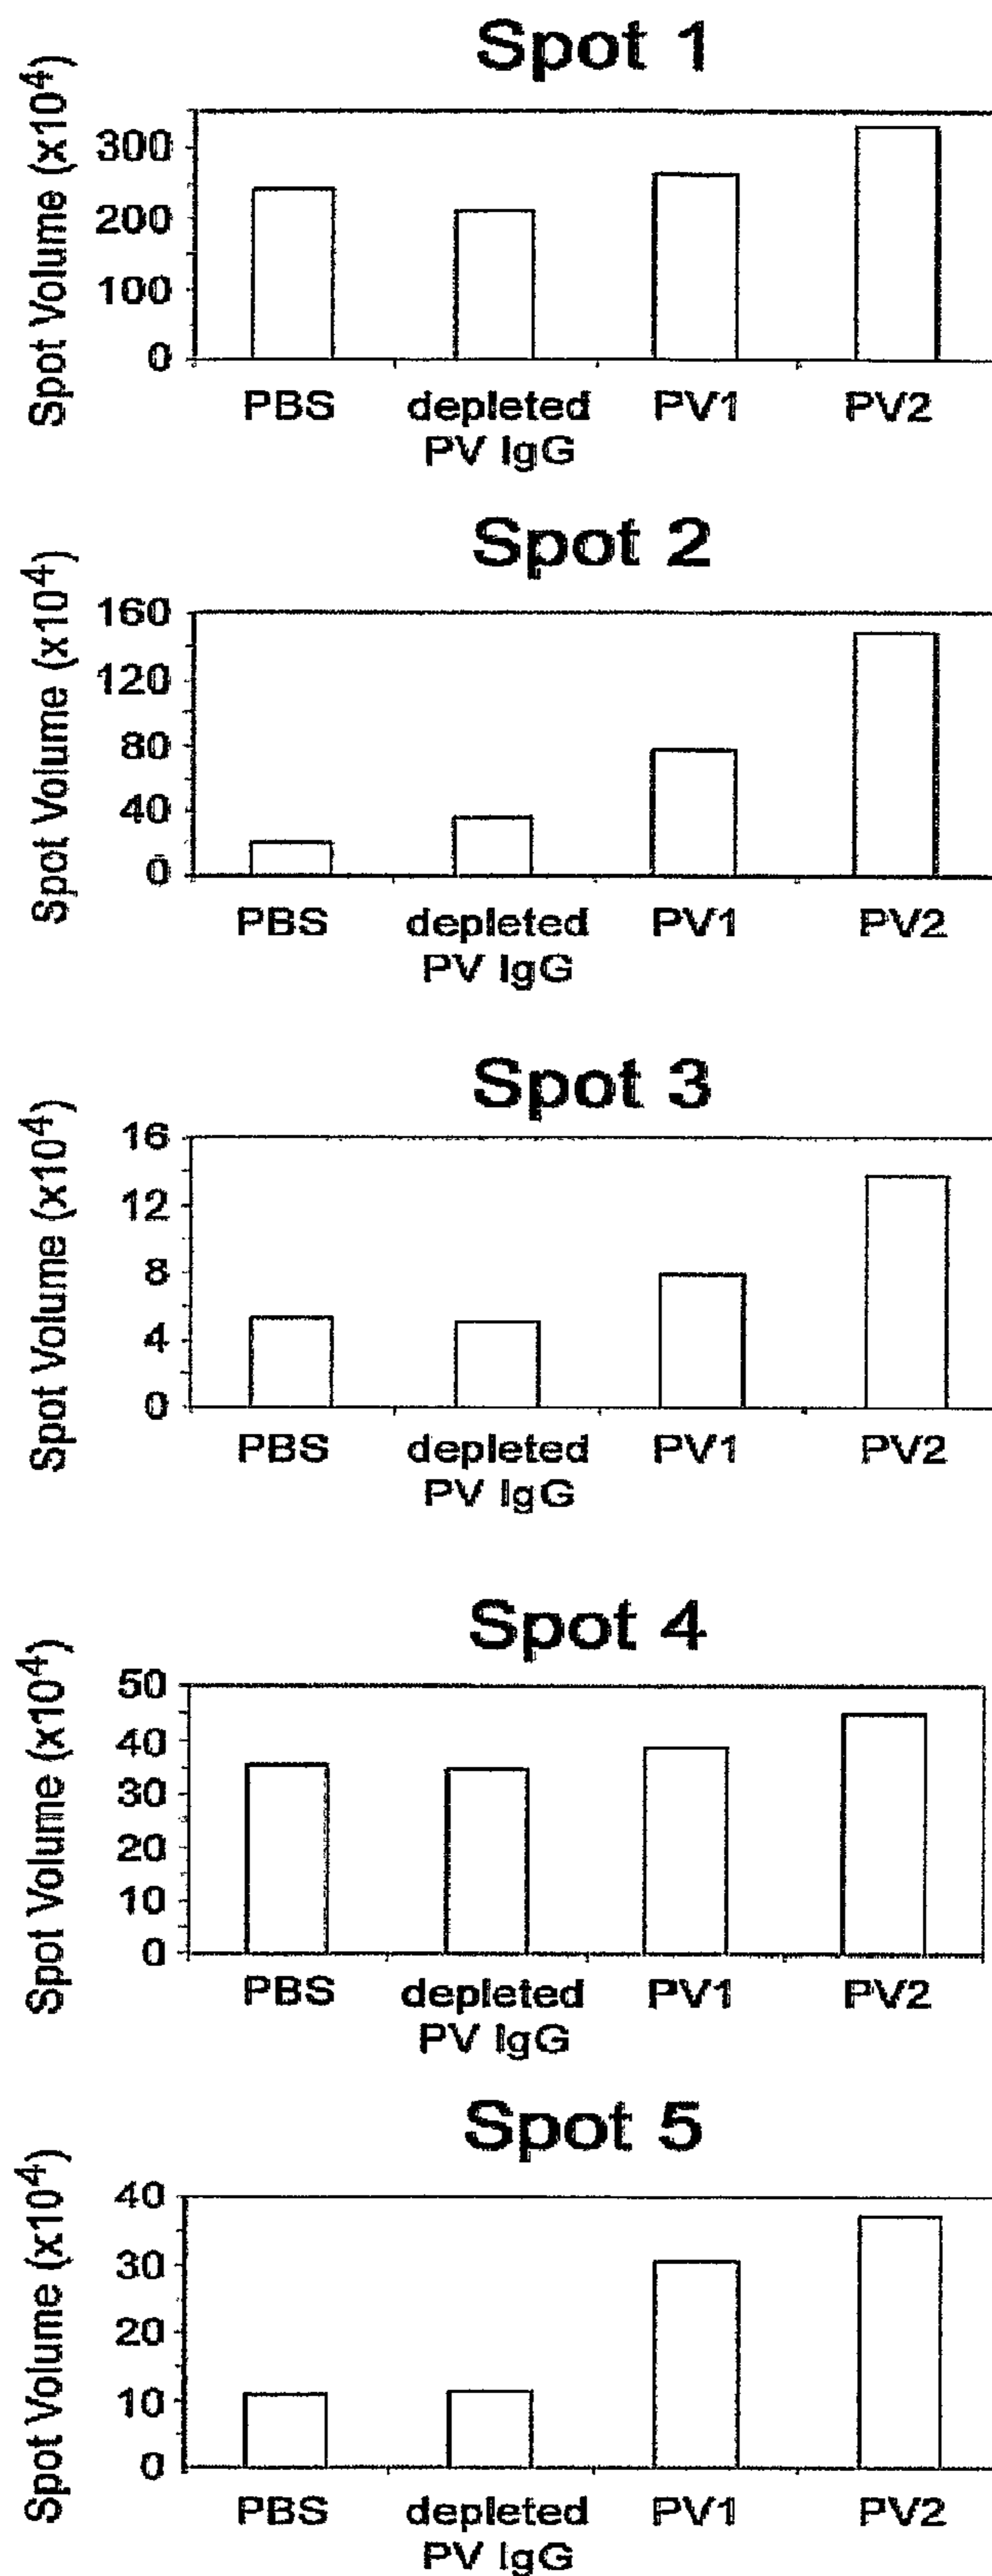 Spot 1
Spot Volume (x10⁴)
300
200
100
0
PBS depleted PV1 PV2
PV IgG
Spot 2
Spot Volume (x10⁴)
160
120
80
40
0
PBS depleted PV1 PV2
PV IgG
Spot 3
Spot Volume (x10⁴)
16
12
8
4
0
PBS depleted PV1 PV2
PV IgG
Spot 4
Spot Volume (x10⁴)
50
40
30
20
10
0
PBS depleted PV1 PV2
PV IgG
Spot 5
Spot Volume (x10⁴)
40
30
20
10
0
PBS depleted PV1 PV2
PV IgG